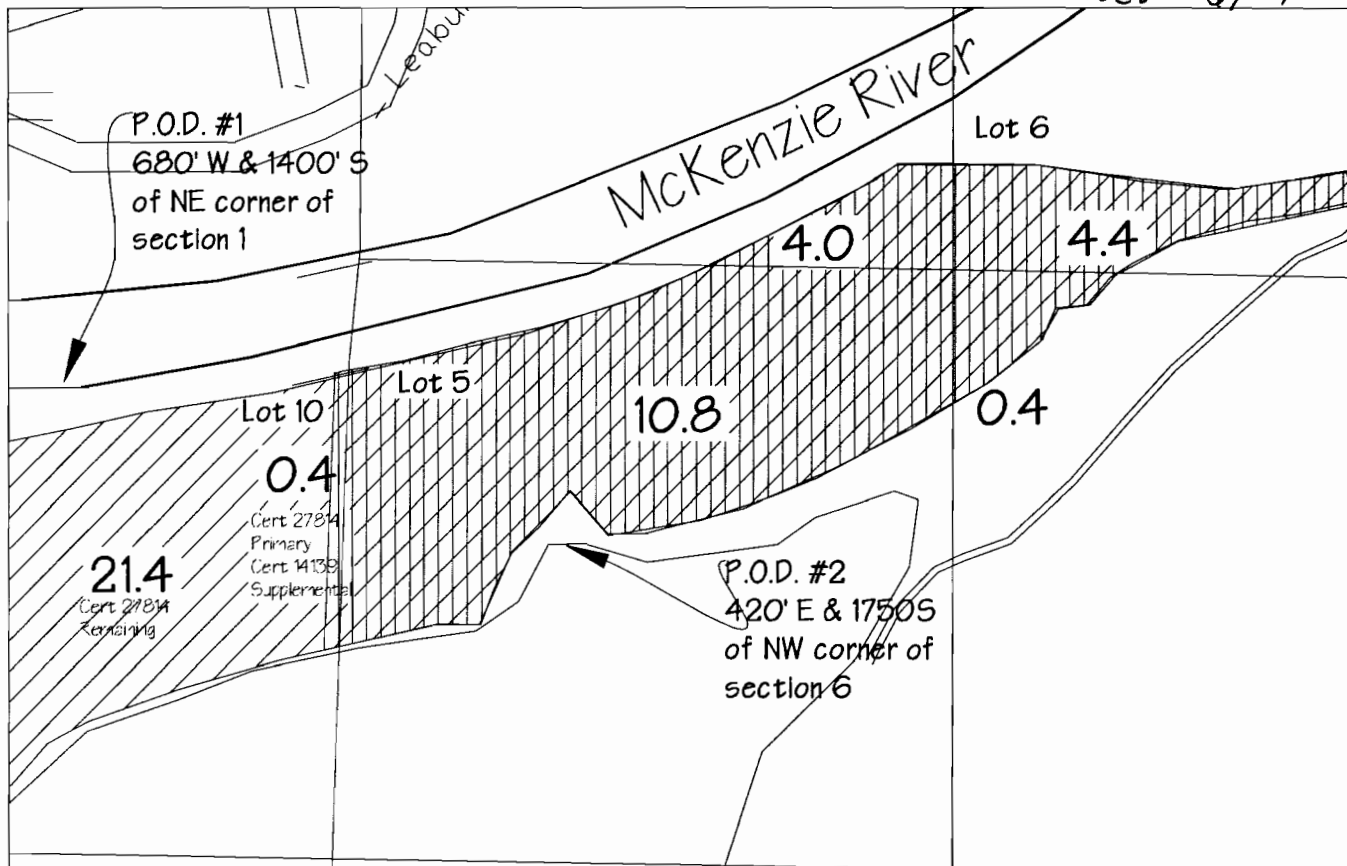 P.O.D. #1
680' W & 1400' S
of NE corner of
section 1
McKenzie River
Lot 6
4.0
4.4
Lot 5
Lot 10
10.8
0.4
0.4
Cert 27814
Primary
Cert 14139
Supplemental
21.4
Cert 27814
Remaining
P.O.D. #2
420' E & 1750S
of NW corner of
section 6